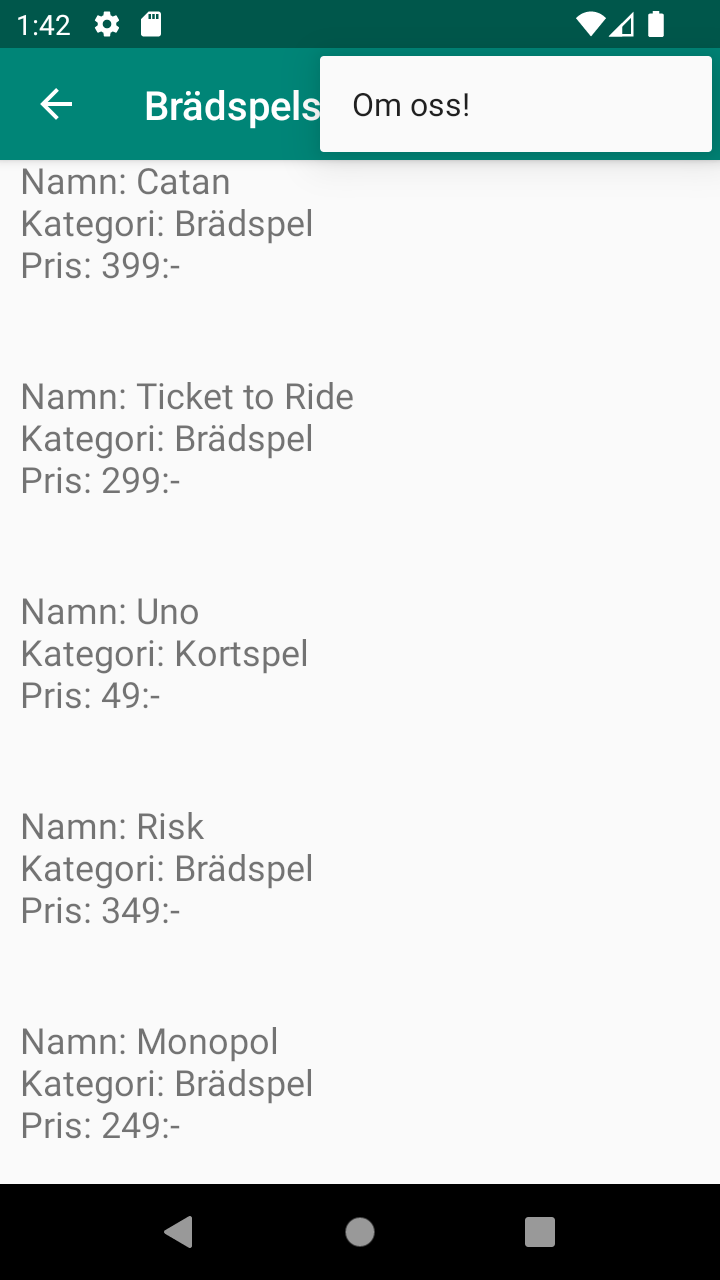 1:42
Brädspels
Om oss!
Namn: Catan
Kategori: Brädspel
Pris: 399:-
Namn: Ticket to Ride
Kategori: Brädspel
Pris: 299:-
Namn: Uno
Kategori: Kortspel
Pris: 49:-
Namn: Risk
Kategori: Brädspel
Pris: 349:-
Namn: Monopol
Kategori: Brädspel
Pris: 249:-